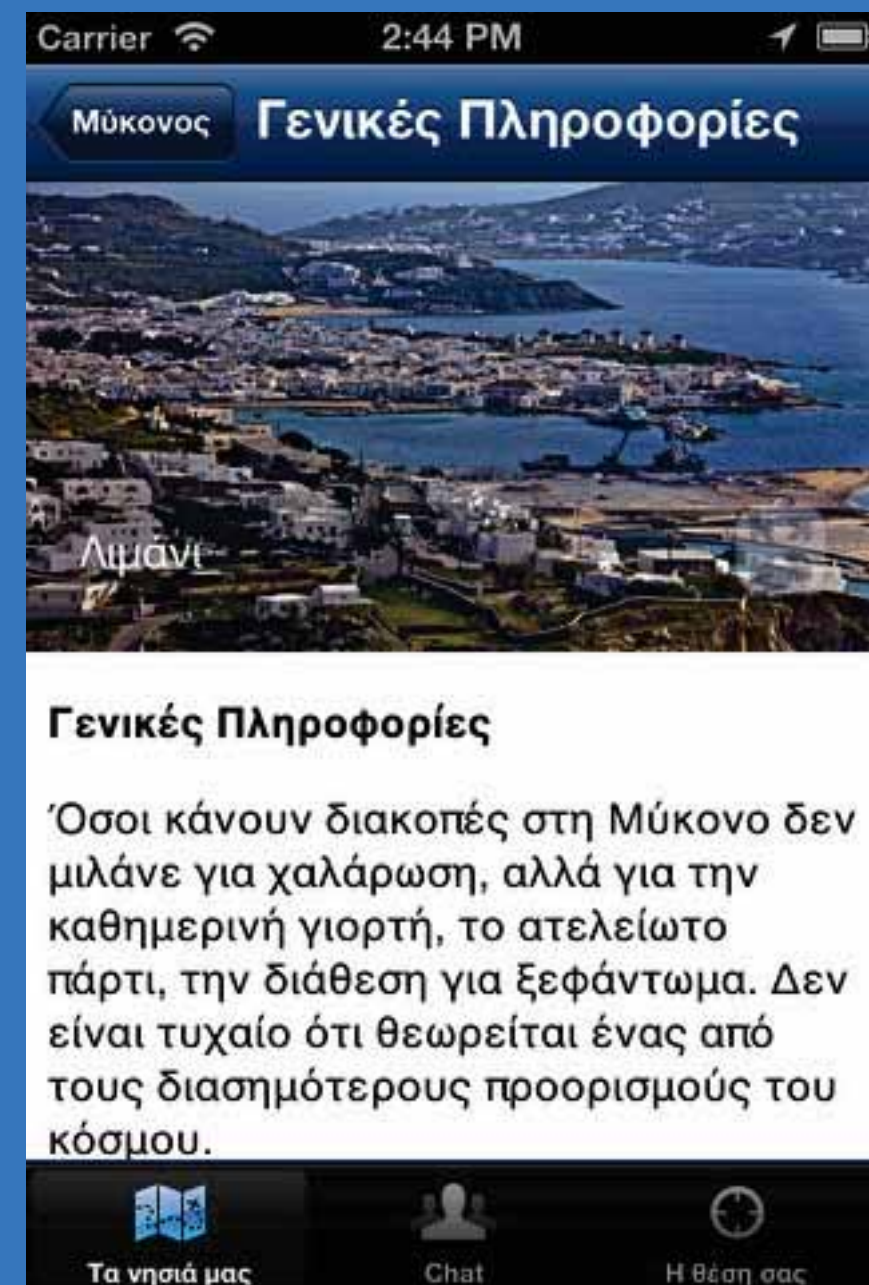 Carrier 2:44 PM
Μύκονος Γενικές Πληροφορίες
Λιμάνι
Γενικές Πληροφορίες
Όσοι κάνουν διακοπές στη Μύκονο δεν
μιλάνε για χαλάρωση, αλλά για την
καθημερινή γιορτή, το ατελείωτο
πάρτι, την διάθεση για ξεφάντωμα. Δεν
είναι τυχαίο ότι θεωρείται ένας από
τους διασημότερους προορισμούς του
κόσμου.
Τα νησιά μας Chat Η θέση σας